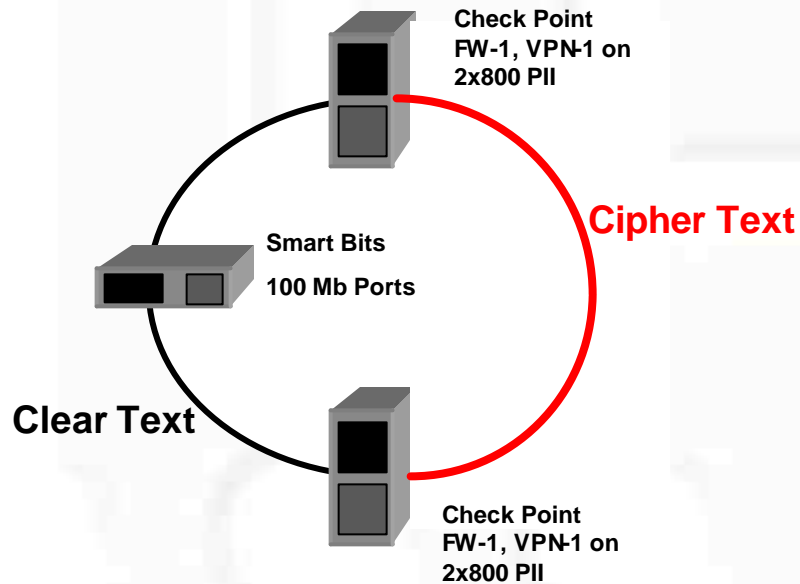 Check Point
FW-1, VPN-1 on
2x800 PII
Cipher Text
Smart Bits
100 Mb Ports
Clear Text
Check Point
FW-1, VPN-1 on
2x800 PII